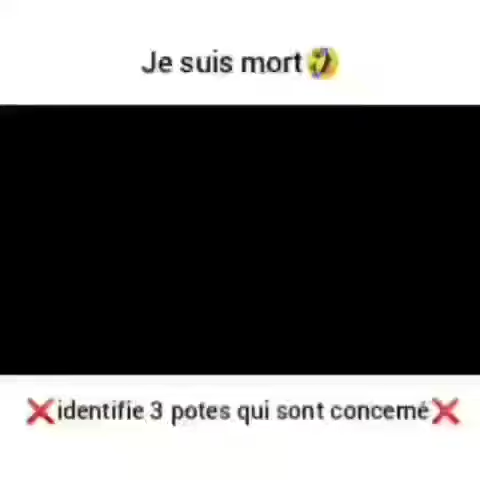 Je suis mort🤣
❌identifie 3 potes qui sont concerné❌